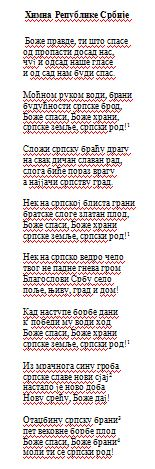 Химна Републике Србије
Боже правде, ти што спасе
од пропасти досад нас,
чуј и одсад наше гласе
и од сад нам буди спас.
Моћном руком води, брани
будућности српске брод,
Боже спаси, Боже храни,
српске земље, српски род!¹
Сложи српску браћу драгу
на свак дичан славан рад,
слога биће пораз врагу
а најјачи српству град.
Нек на српској блиста грани
братске слоге златан плод,
Боже спаси, Боже храни
српске земље, српски род!¹
Нек на српско ведро чело
твог не падне гнева гром
Благослови Србу село
поље, њиву, град и дом!
Кад наступе борбе дани
к' победи му води ход
Боже спаси, Боже храни
српске земље, српски род!¹
Из мрачнога сину гроба
српске славе нови сјај
настало је ново доба
Нову срећу, Боже дај!
Отаџбину српску брани²
пет вековне борбе плод
Боже спаси, Боже брани²
моли ти се српски род!